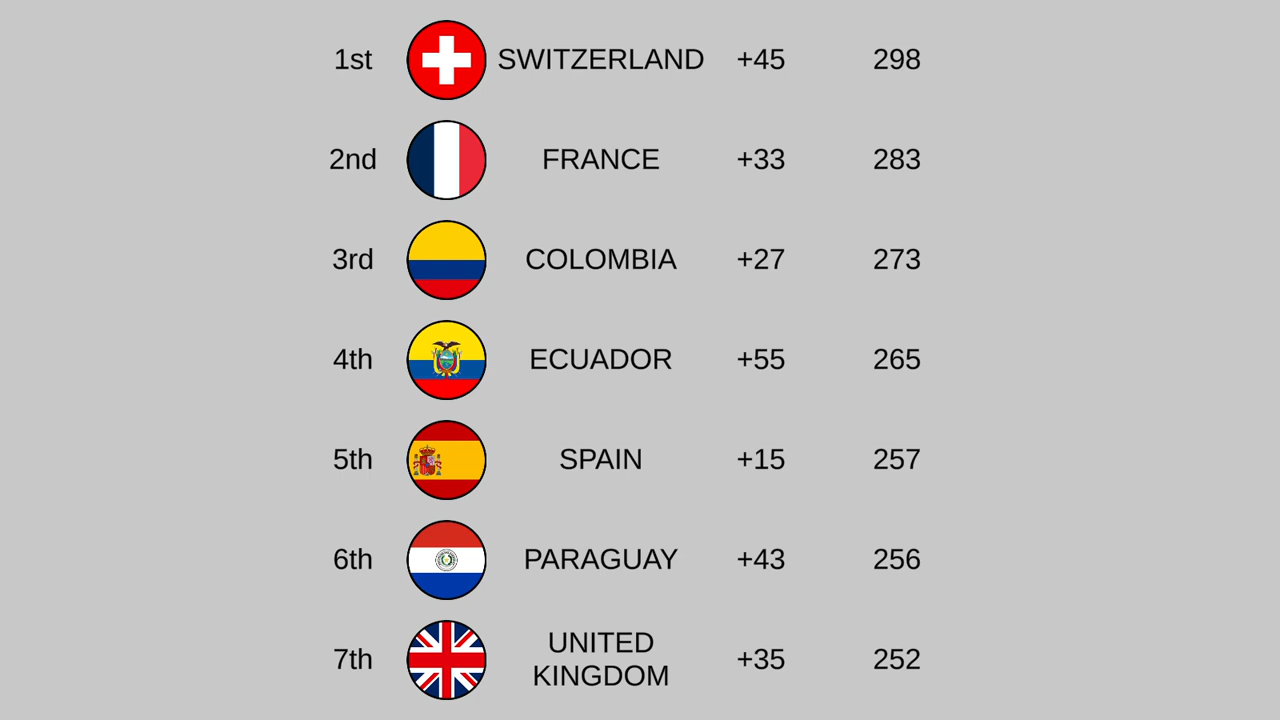 1st SWITZERLAND +45 298
2nd FRANCE +33 283
3rd COLOMBIA +27 273
4th ECUADOR +55 265
5th SPAIN +15 257
6th PARAGUAY +43 256
7th UNITED KINGDOM +35 252